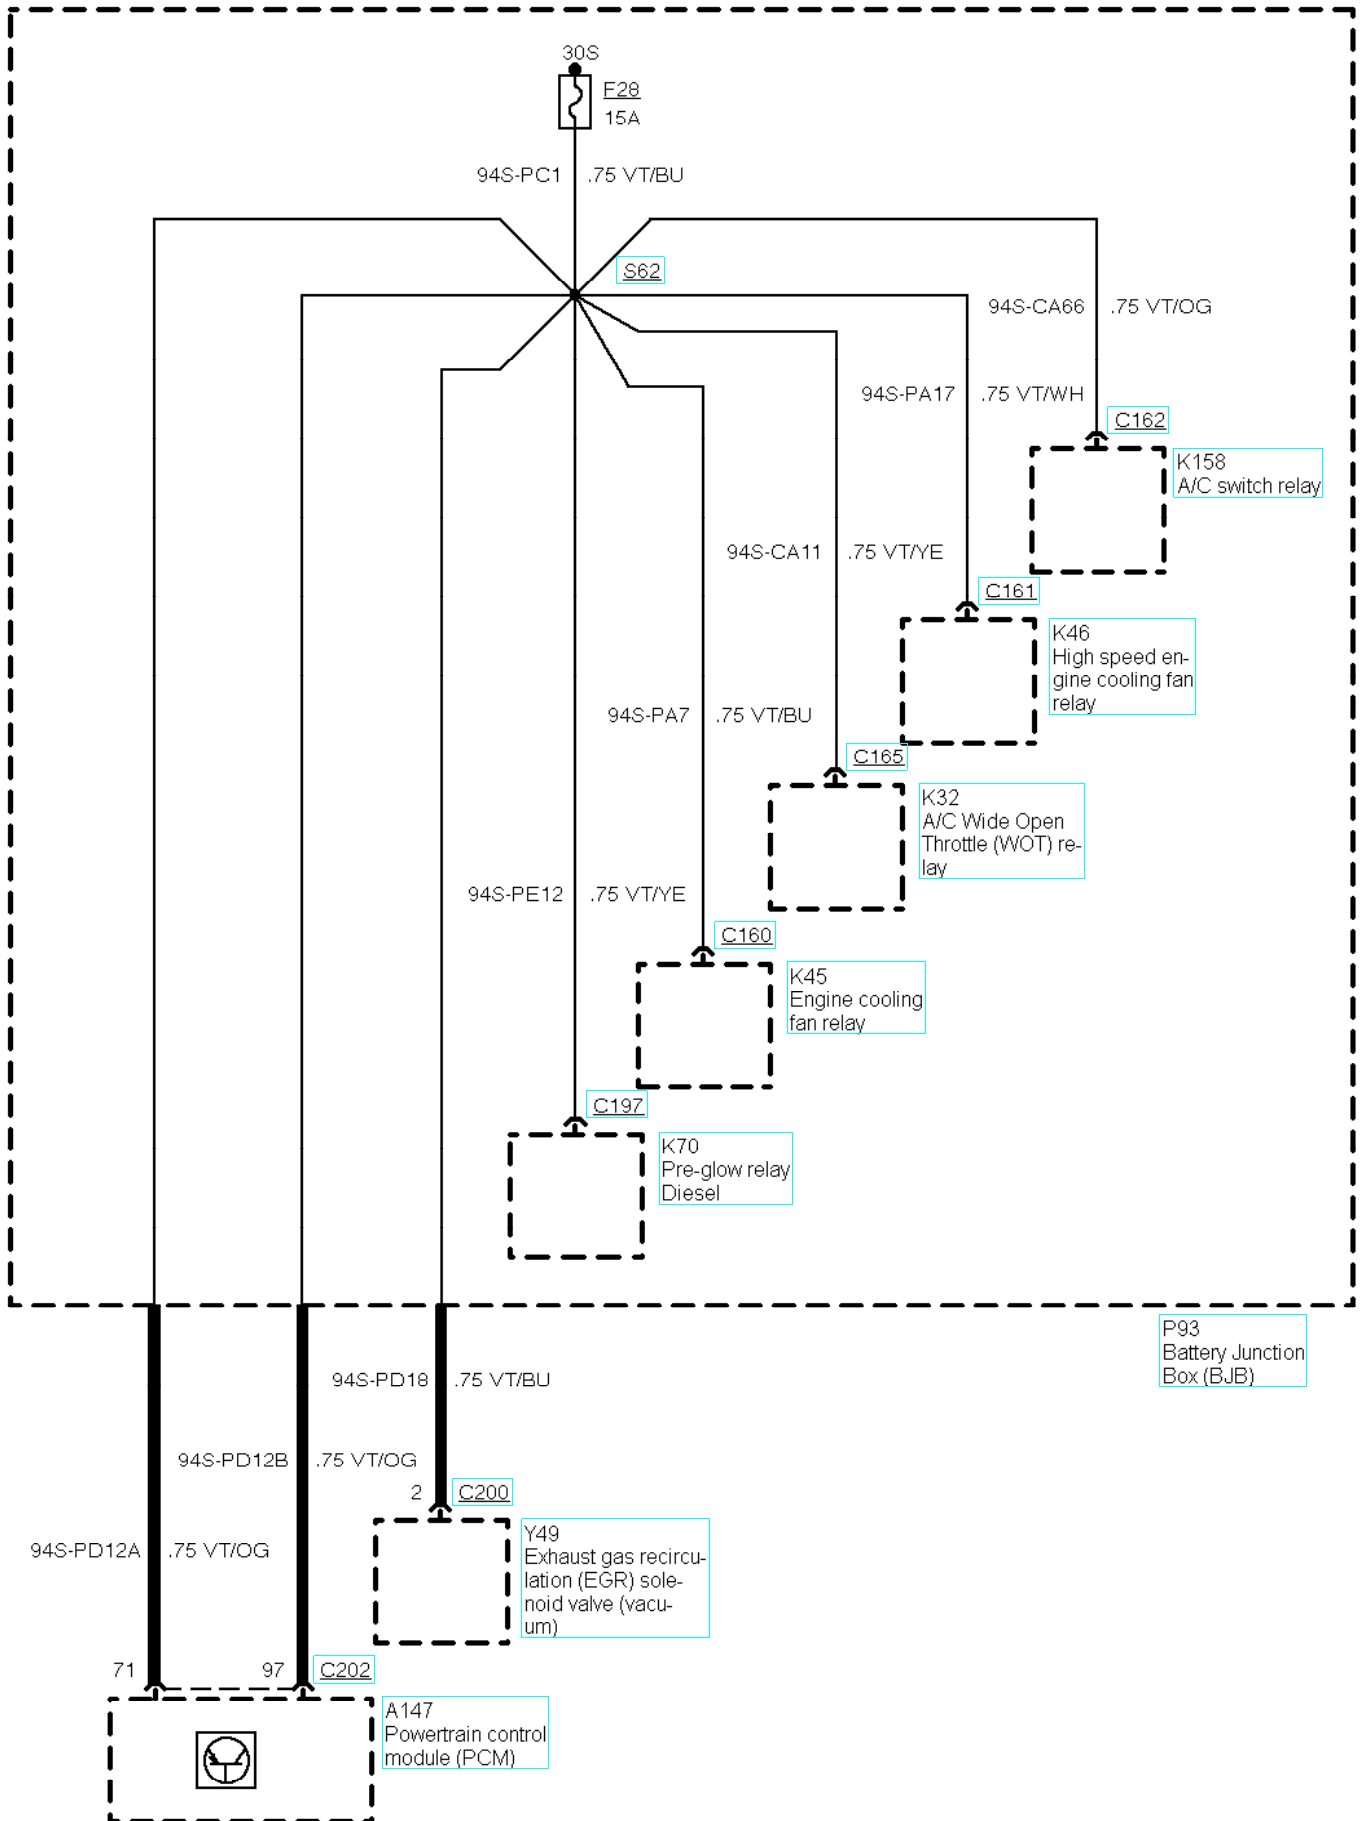 30S
F28
15A
94S-PC1 .75 VT/BU
S62
94S-CA66 .75 VT/OG
94S-PA17 .75 VT/WH
C162
K158
A/C switch relay
94S-CA11 .75 VT/YE
C161
K46
High speed en-
gine cooling fan
relay
94S-PA7 .75 VT/BU
C165
K32
A/C Wide Open
Throttle (WOT) re-
lay
94S-PE12 .75 VT/YE
C160
K45
Engine cooling
fan relay
C197
K70
Pre-glow relay
Diesel
P93
Battery Junction
Box (BJB)
94S-PD18 .75 VT/BU
94S-PD12B .75 VT/OG
2 C200
Y49
Exhaust gas recircu-
lation (EGR) sole-
noid valve (vacu-
um)
94S-PD12A .75 VT/OG
71 97 C202
A147
Powertrain control
module (PCM)